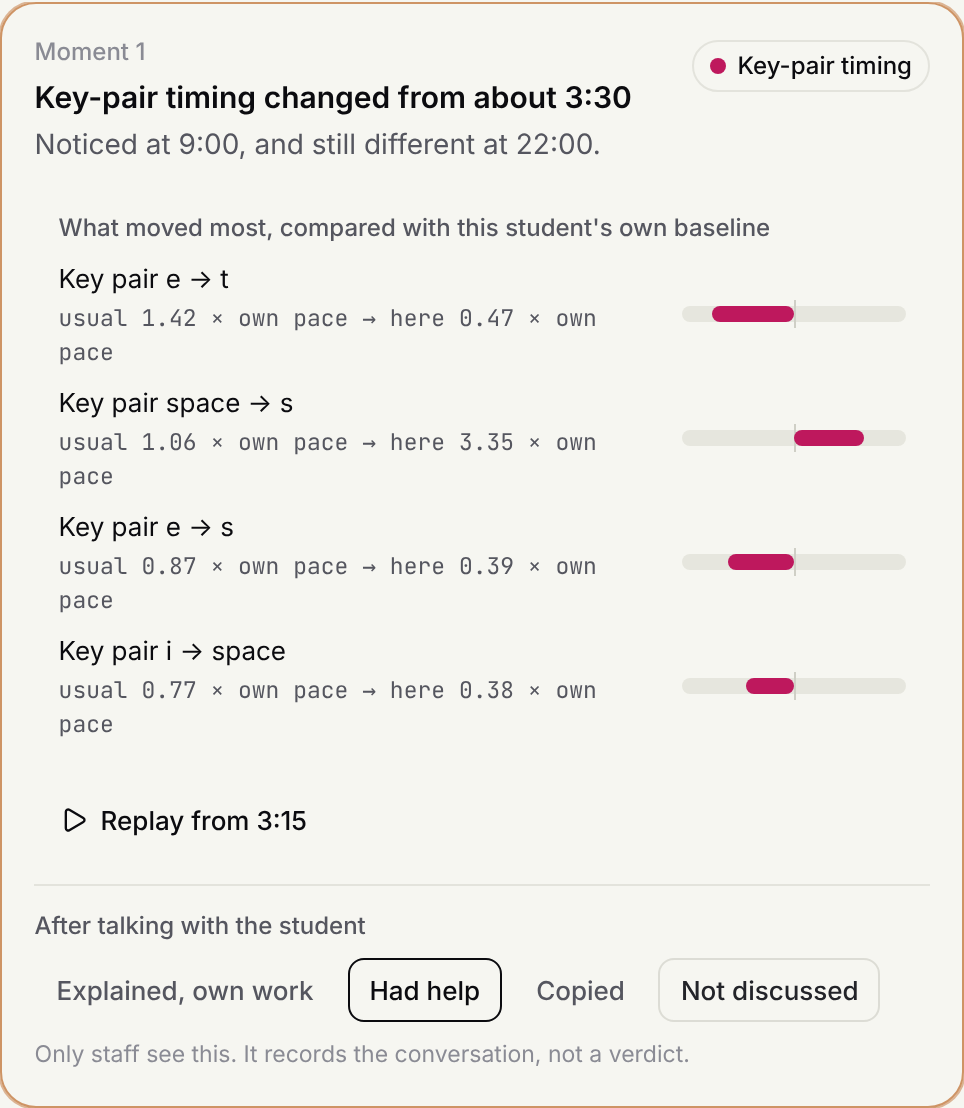 Moment 1
Key-pair timing
Key-pair timing changed from about 3:30
Noticed at 9:00, and still different at 22:00.
What moved most, compared with this student's own baseline
Key pair e → t
usual 1.42 × own pace → here 0.47 × own
pace
Key pair space → s
usual 1.06 × own pace → here 3.35 × own
pace
Key pair e → s
usual 0.87 × own pace → here 0.39 × own
pace
Key pair i → space
usual 0.77 × own pace → here 0.38 × own
pace
Replay from 3:15
After talking with the student
Explained, own work Had help Copied Not discussed
Only staff see this. It records the conversation, not a verdict.